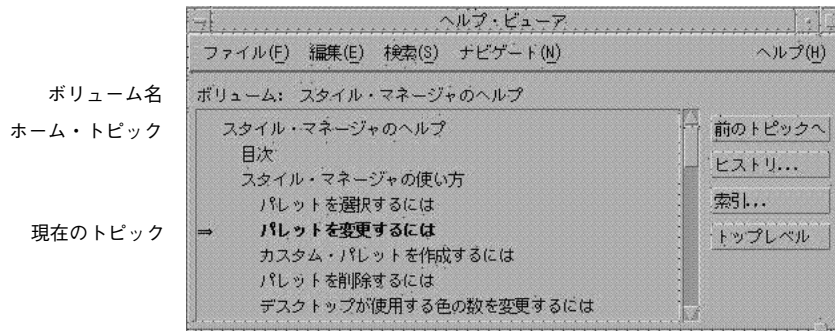 ヘルプ・ビューア
ファイル(F) 編集(E) 検索(S) ナビゲート(N) ヘルプ(H)
ボリューム名 ボリューム: スタイル・マネージャのヘルプ
ホーム・トピック スタイル・マネージャのヘルプ 前のトピックへ
目次
ヒストリ...
スタイル・マネージャの使い方
パレットを選択するには 索引...
現在のトピック ⇒ パレットを変更するには トップレベル
カスタム・パレットを作成するには
パレットを削除するには
デスクトップが使用する色の数を変更するには